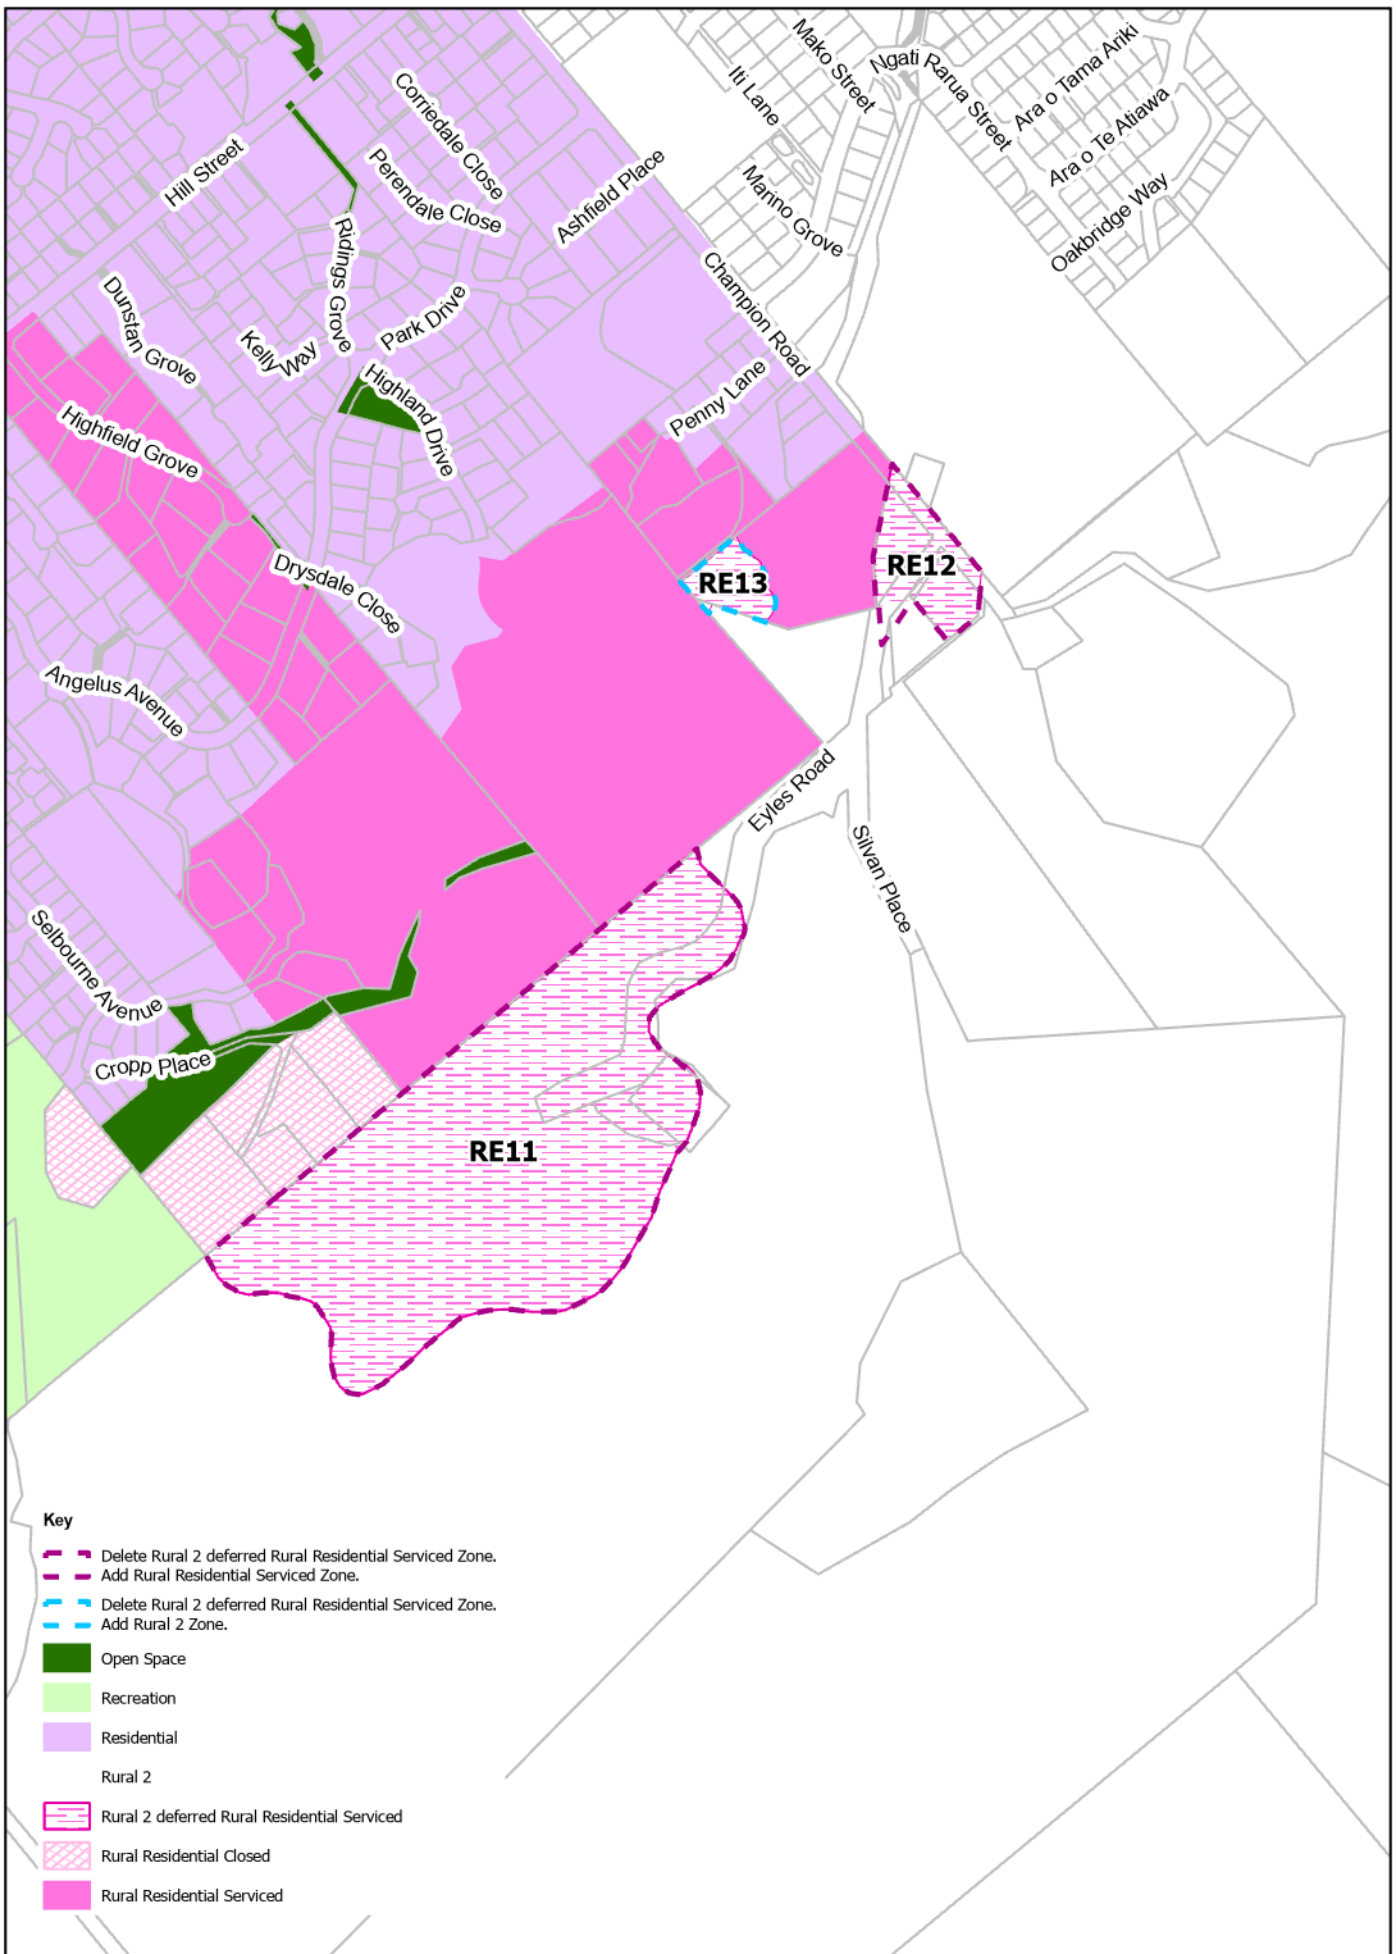 Mako Street
Ngati Rarua Street
Ara o Tama Ariki
Iti Lane
Corriedale Close
Ara o Te Atiawa
Hill Street
Perendale Close
Ashfield Place
Marino Grove
Oakbridge Way
Ridings Grove
Champion Road
Dunstan Grove
Kelly Way
Park Drive
Highland Drive
Penny Lane
Highfield Grove
RE13
RE12
Drysdale Close
Angelus Avenue
Eyles Road
Silvan Place
Selbourne Avenue
Cropp Place
RE11
Key
Delete Rural 2 deferred Rural Residential Serviced Zone.
Add Rural Residential Serviced Zone.
Delete Rural 2 deferred Rural Residential Serviced Zone.
Add Rural 2 Zone.
Open Space
Recreation
Residential
Rural 2
Rural 2 deferred Rural Residential Serviced
Rural Residential Closed
Rural Residential Serviced